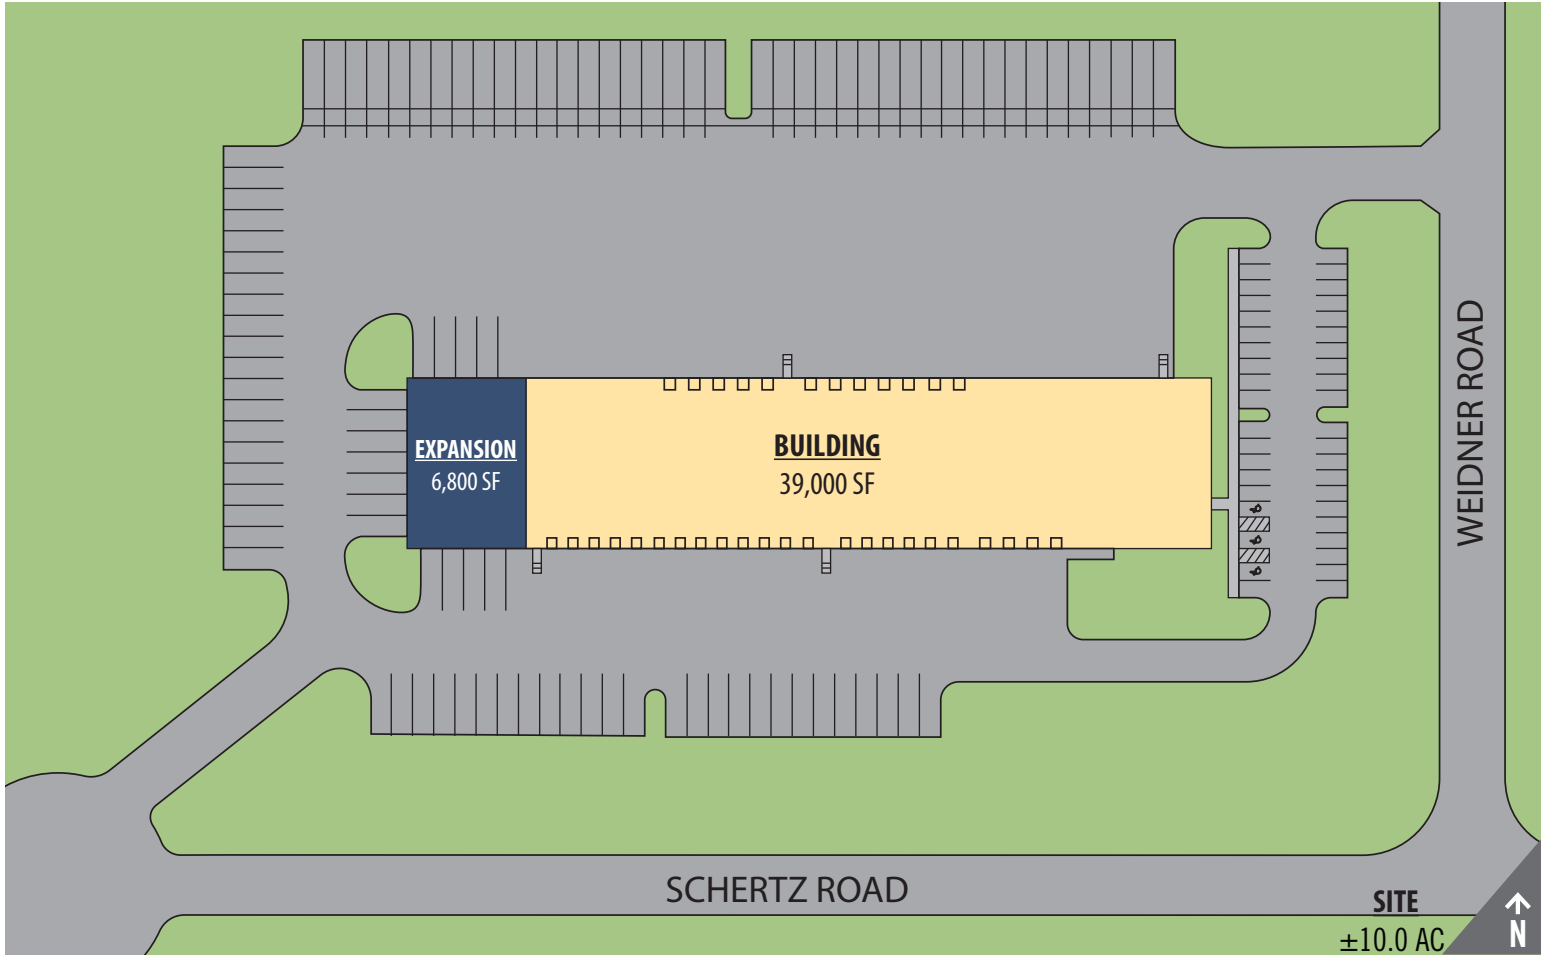 EXPANSION
6,800 SF
BUILDING
39,000 SF
WEIDNER ROAD
SCHERTZ ROAD
SITE
±10.0 AC
N